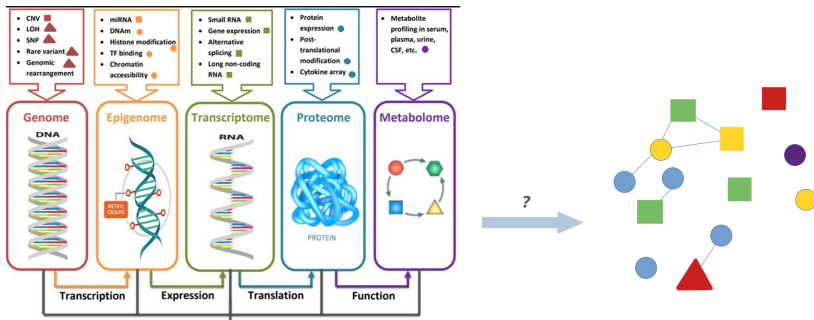 • CNV
• LOH
• SNP
• Rare variant
• Genomic
rearrangement
• miRNA
• DNAm
• Histone modification
• TF binding
• Chromatin
accessibility
• Small RNA
• Gene expression
• Alternative
splicing
• Long non-coding
RNA
• Protein
expression
• Post-
translational
modification
• Cytokine array
• Metabolite
profiling in serum,
plasma, urine,
CSF, etc.
Genome
DNA
Epigenome
METHYL
GROUPS
Transcriptome
RNA
Proteome
PROTEIN
Metabolome
Transcription
Expression
Translation
Function
?